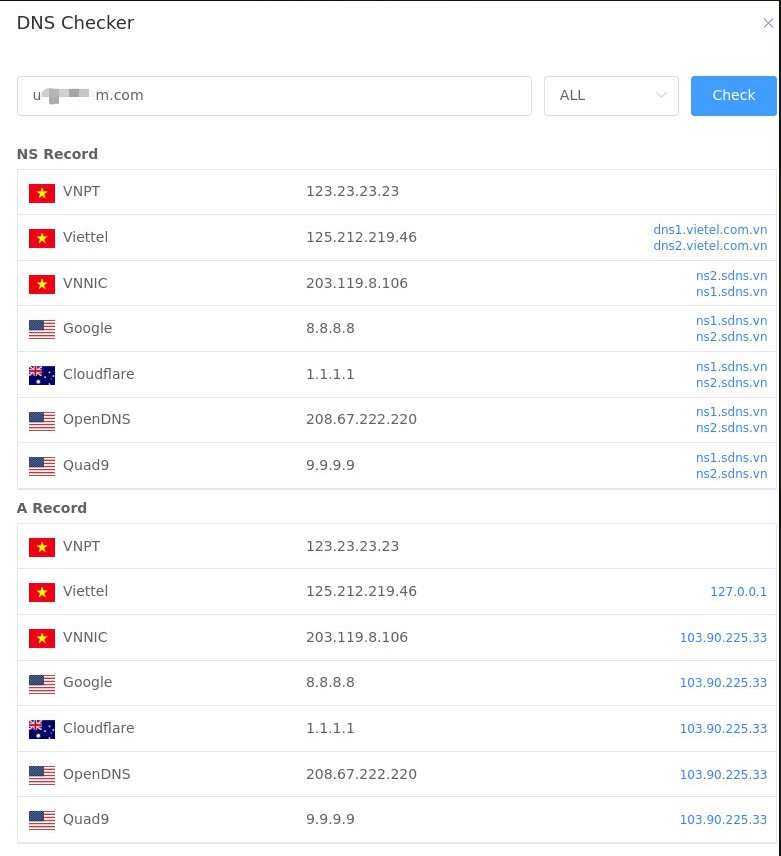 DNS Checker
u m.com ALL Check
NS Record
VNPT 123.23.23.23
Viettel 125.212.219.46 dns1.vietel.com.vn
dns2.vietel.com.vn
VNNIC 203.119.8.106 ns2.sdns.vn
ns1.sdns.vn
Google 8.8.8.8 ns1.sdns.vn
ns2.sdns.vn
Cloudflare 1.1.1.1 ns1.sdns.vn
ns2.sdns.vn
OpenDNS 208.67.222.220 ns1.sdns.vn
ns2.sdns.vn
Quad9 9.9.9.9 ns1.sdns.vn
ns2.sdns.vn
A Record
VNPT 123.23.23.23
Viettel 125.212.219.46 127.0.0.1
VNNIC 203.119.8.106 103.90.225.33
Google 8.8.8.8 103.90.225.33
Cloudflare 1.1.1.1 103.90.225.33
OpenDNS 208.67.222.220 103.90.225.33
Quad9 9.9.9.9 103.90.225.33